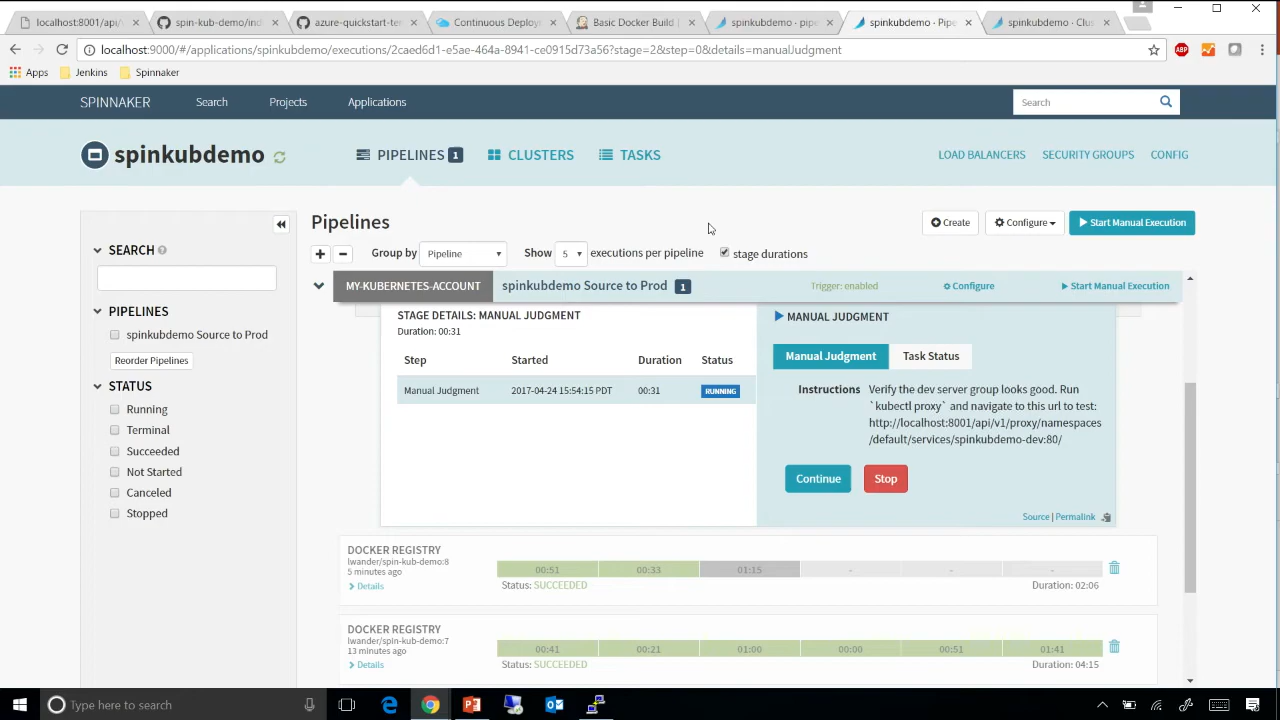 localhost:8001/api/
spin-kub-demo/ind
azure-quickstart-te
Continuous Deploy
Basic Docker Build
spinkubdemo · pipe
spinkubdemo · Pipe
spinkubdemo · Clus
localhost:9000/#/applications/spinkubdemo/executions/2caed6d1-e5ae-464a-8941-ce0915d73a56?stage=2&step=0&details=manualJudgment
ABP
Apps
Jenkins
Spinnaker
SPINNAKER
Search
Projects
Applications
Search
spinkubdemo
PIPELINES 1
CLUSTERS
TASKS
LOAD BALANCERS
SECURITY GROUPS
CONFIG
SEARCH
PIPELINES
spinkubdemo Source to Prod
Reorder Pipelines
STATUS
Running
Terminal
Succeeded
Not Started
Canceled
Stopped
Pipelines
Create
Configure
Start Manual Execution
Group by
Pipeline
Show
5
executions per pipeline
stage durations
MY-KUBERNETES-ACCOUNT
spinkubdemo Source to Prod 1
Trigger: enabled
Configure
Start Manual Execution
STAGE DETAILS: MANUAL JUDGMENT
Duration: 00:31
Step Started Duration Status
Manual Judgment 2017-04-24 15:54:15 PDT 00:31 RUNNING
MANUAL JUDGMENT
Manual Judgment
Task Status
Instructions
Verify the dev server group looks good. Run
`kubectl proxy` and navigate to this url to test:
http://localhost:8001/api/v1/proxy/namespaces
/default/services/spinkubdemo-dev:80/
Continue
Stop
Source | Permalink
DOCKER REGISTRY
lwander/spin-kub-demo:8
5 minutes ago
Details
00:51 00:33 01:15 - - -
Status: SUCCEEDED
Duration: 02:06
DOCKER REGISTRY
lwander/spin-kub-demo:7
13 minutes ago
Details
00:41 00:21 01:00 00:00 00:51 01:41
Status: SUCCEEDED
Duration: 04:15
Type here to search